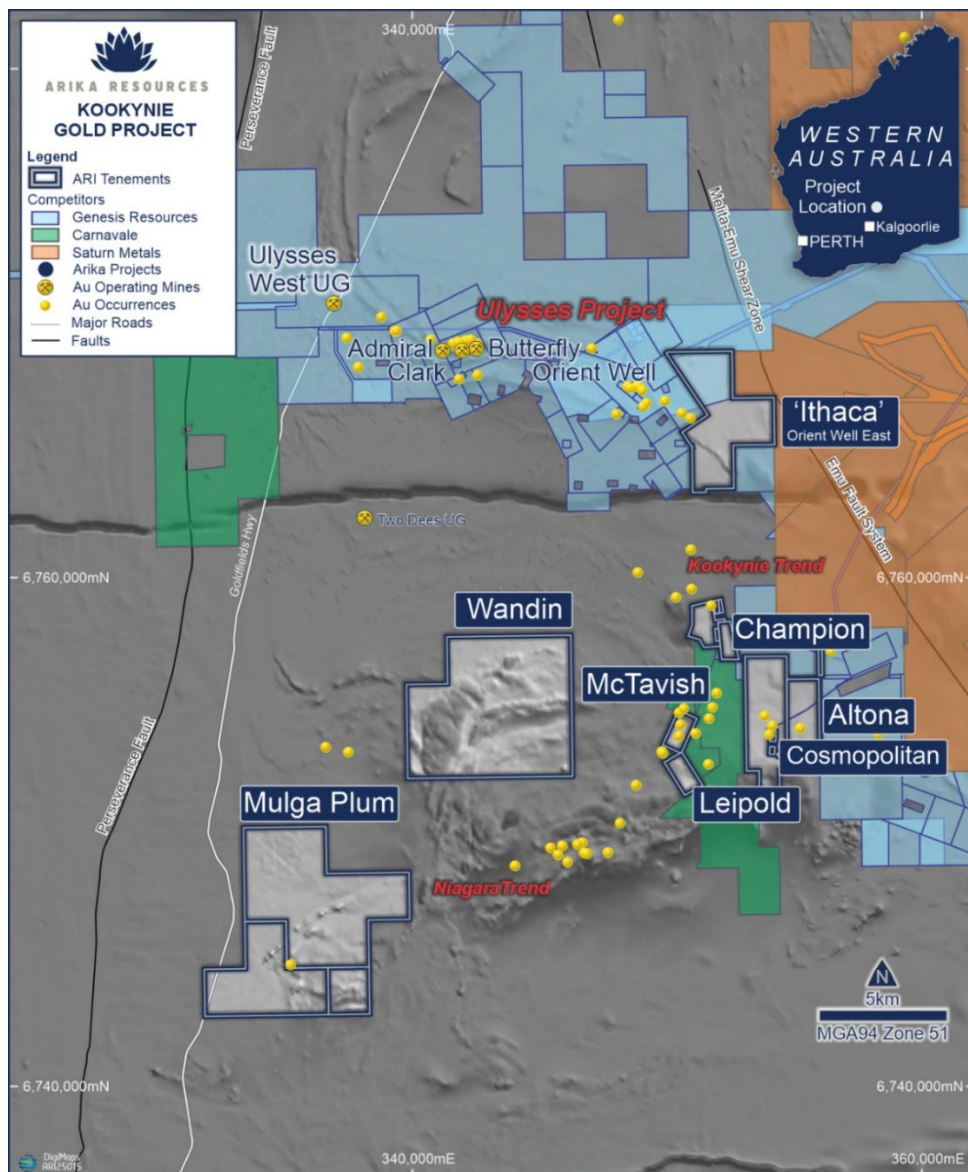 340,000mE
ARIKA RESOURCES
KOOKYNIE
GOLD PROJECT
Legend
ARI Tenements
Competitors
Genesis Resources
Carnavale
Saturn Metals
Arika Projects
Au Operating Mines
Au Occurrences
Major Roads
Faults
Perseverance Fault
WESTERN
AUSTRALIA
Project
Location
Kalgoorlie
PERTH
Melita-Emu Shear Zone
Ulysses
West UG
Ulysses Project
Admiral
Butterfly
Clark
Orient Well
'Ithaca'
Orient Well East
Emu Fault System
Two Dees UG
Goldfields Hwy
6,760,000mN
Kookynie Trend
6,760,000mN
Wandin
Champion
McTavish
Altona
Cosmopolitan
Perseverance Fault
Mulga Plum
Leipold
NiagaraTrend
N
5km
MGA94 Zone 51
6,740,000mN
6,740,000mN
DigiMaps
ARI25015
340,000mE
360,000mE